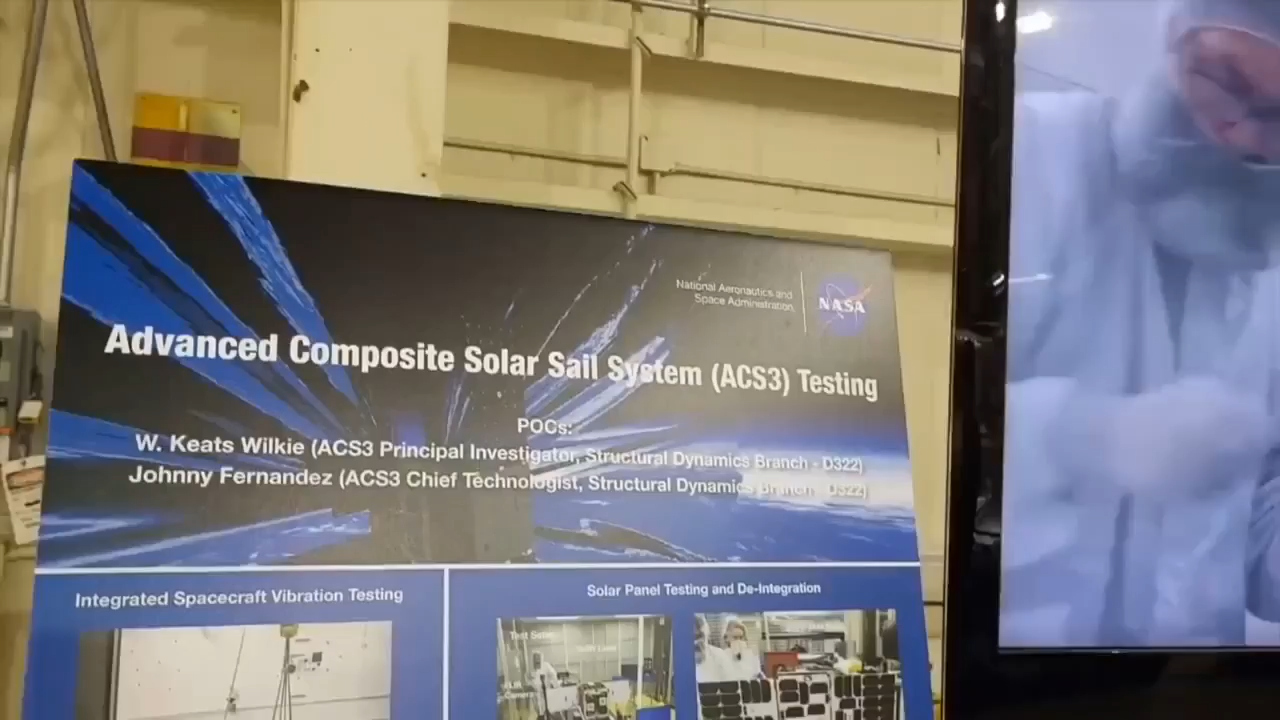 National Aeronautics and
Space Administration
NASA
Advanced Composite Solar Sail System (ACS3) Testing
POCs:
W. Keats Wilkie (ACS3 Principal Investigator, Structural Dynamics Branch - D322)
Johnny Fernandez (ACS3 Chief Technologist, Structural Dynamics Branch - D322)
Integrated Spacecraft Vibration Testing
Solar Panel Testing and De-Integration
Test Setup
Camera